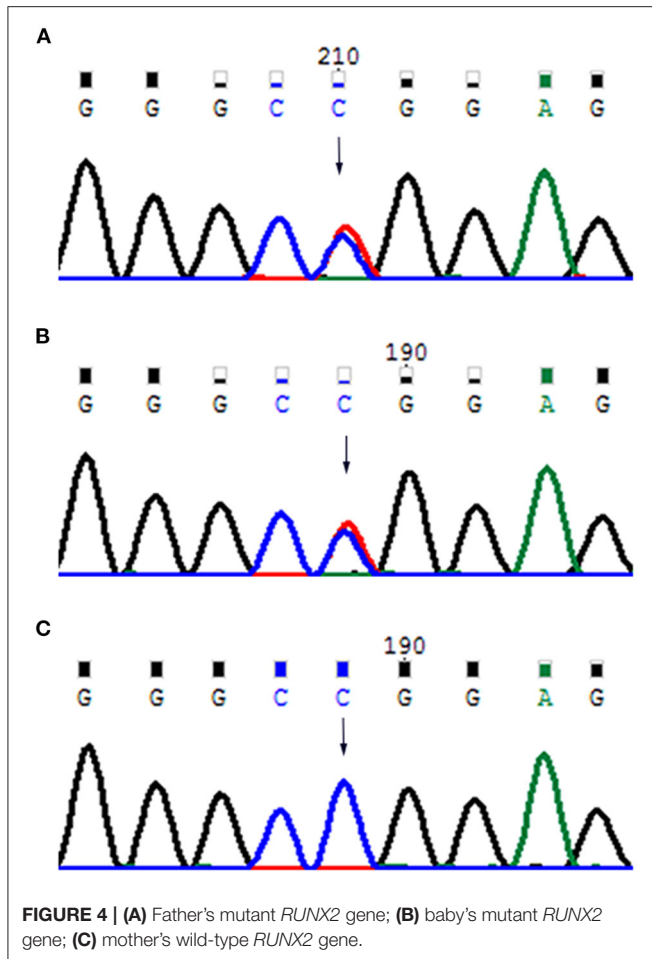 A
210
G G G C C G G A G
B
190
G G G C C G G A G
C
190
G G G C C G G A G
FIGURE 4 | (A) Father's mutant RUNX2 gene; (B) baby's mutant RUNX2
gene; (C) mother's wild-type RUNX2 gene.